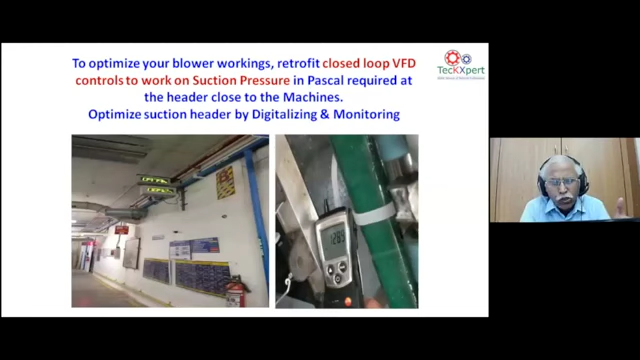 To optimize your blower workings, retrofit closed loop VFD
controls to work on Suction Pressure in Pascal required at
the header close to the Machines.
Optimize suction header by Digitalizing & Monitoring
TECKXPERT